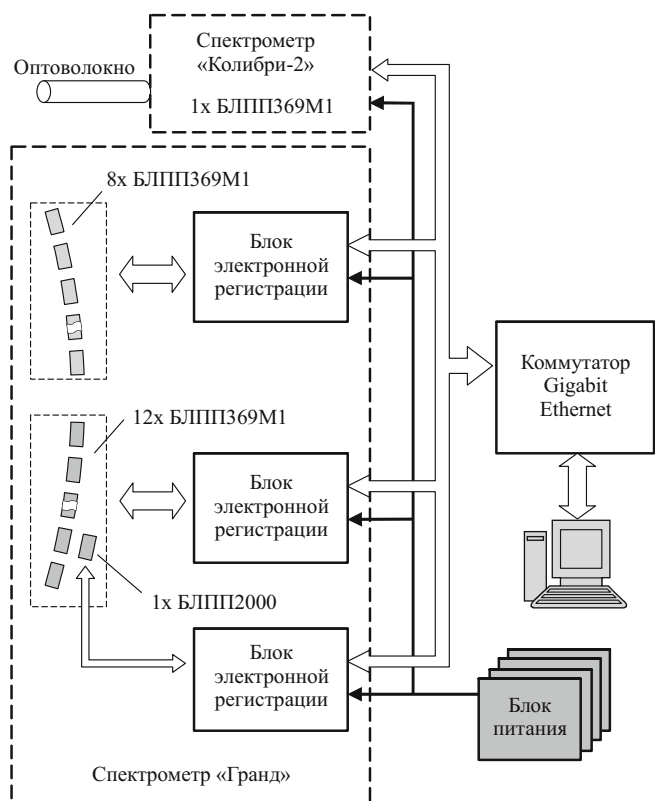 Спектрометр
«Колибри-2»
1x БЛПП369М1
Оптоволокно
8x БЛПП369М1
Блок
электронной
регистрации
Коммутатор
Gigabit
Ethernet
12x БЛПП369М1
Блок
электронной
регистрации
1x БЛПП2000
Блок
электронной
регистрации
Блок
питания
Спектрометр «Гранд»